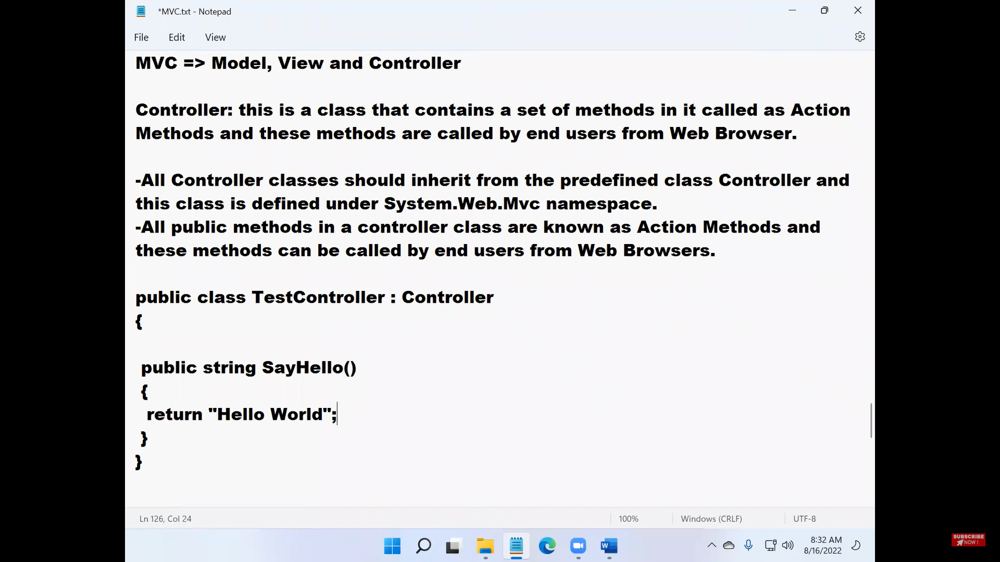 *MVC.txt - Notepad
File Edit View
MVC => Model, View and Controller
Controller: this is a class that contains a set of methods in it called as Action
Methods and these methods are called by end users from Web Browser.
-All Controller classes should inherit from the predefined class Controller and
this class is defined under System.Web.Mvc namespace.
-All public methods in a controller class are known as Action Methods and
these methods can be called by end users from Web Browsers.
public class TestController : Controller
{
public string SayHello()
{
return "Hello World";
}
}
Ln 126, Col 24 100% Windows (CRLF) UTF-8
W
8:32 AM
8/16/2022
SUBSCRIBE
NOW !